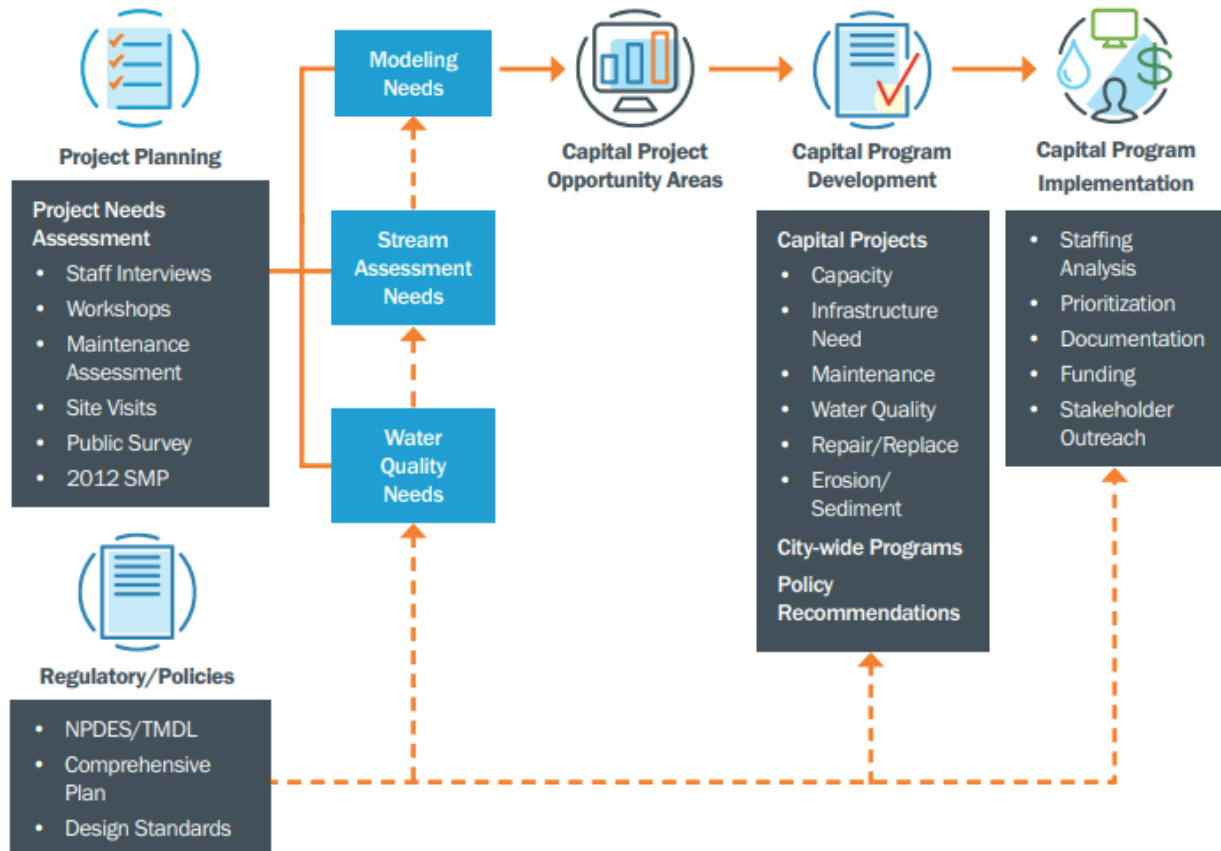 Project Planning
Project Needs
Assessment
• Staff Interviews
• Workshops
• Maintenance
Assessment
• Site Visits
• Public Survey
• 2012 SMP
Regulatory/Policies
• NPDES/TMDL
• Comprehensive
Plan
• Design Standards
Modeling
Needs
Stream
Assessment
Needs
Water
Quality
Needs
Capital Project
Opportunity Areas
Capital Program
Development
Capital Projects
• Capacity
• Infrastructure
Need
• Maintenance
• Water Quality
• Repair/Replace
• Erosion/
Sediment
City-wide Programs
Policy
Recommendations
Capital Program
Implementation
• Staffing
Analysis
• Prioritization
• Documentation
• Funding
• Stakeholder
Outreach
$